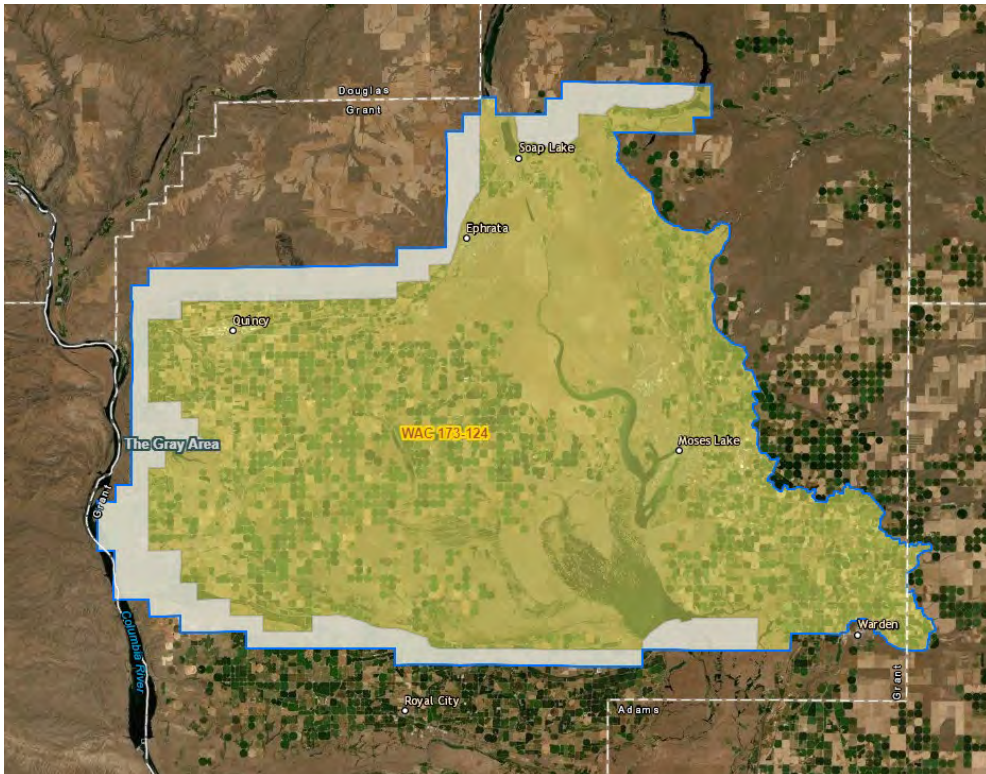 Douglas
Grant
Soap Lake
Ephrata
Quincy
WAC 173-124
The Gray Area
Moses Lake
Grant
Columbia River
Warden
Royal City
Adams
Grant